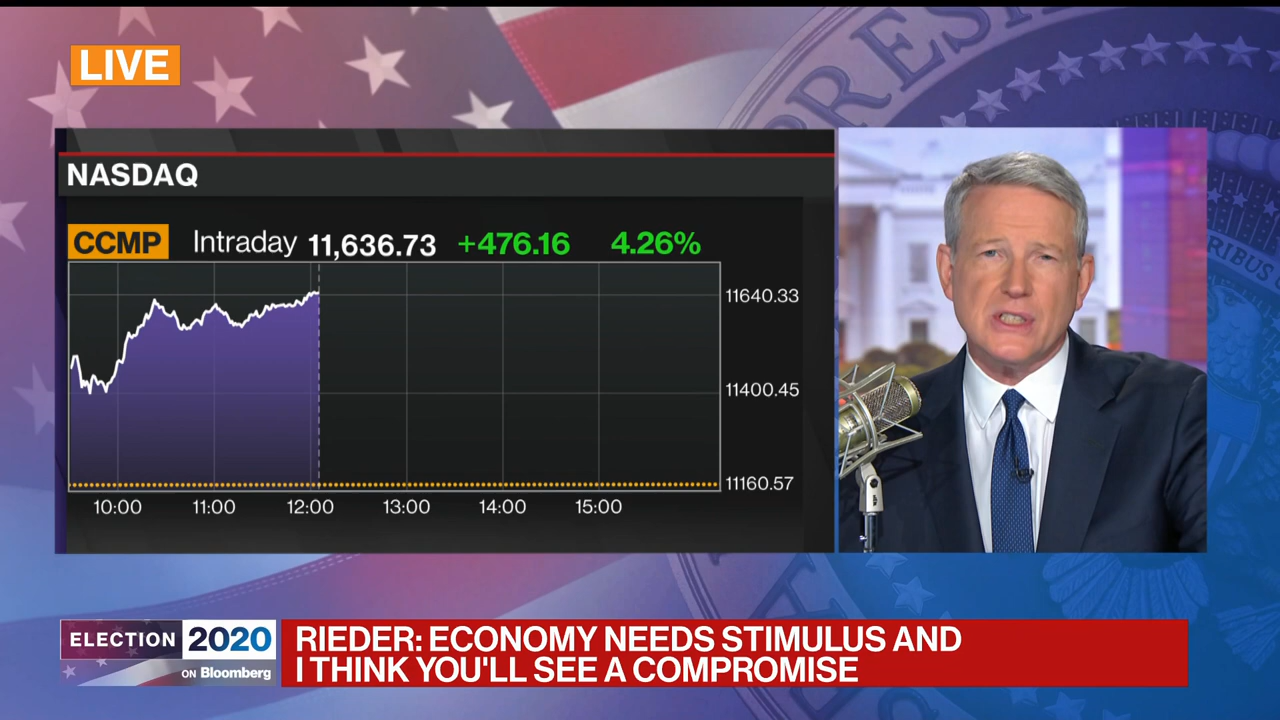 LIVE
NASDAQ
CCMP Intraday 11,636.73 +476.16 4.26%
11640.33
11400.45
11160.57
10:00 11:00 12:00 13:00 14:00 15:00
ELECTION 2020
ON Bloomberg
RIEDER: ECONOMY NEEDS STIMULUS AND
I THINK YOU'LL SEE A COMPROMISE